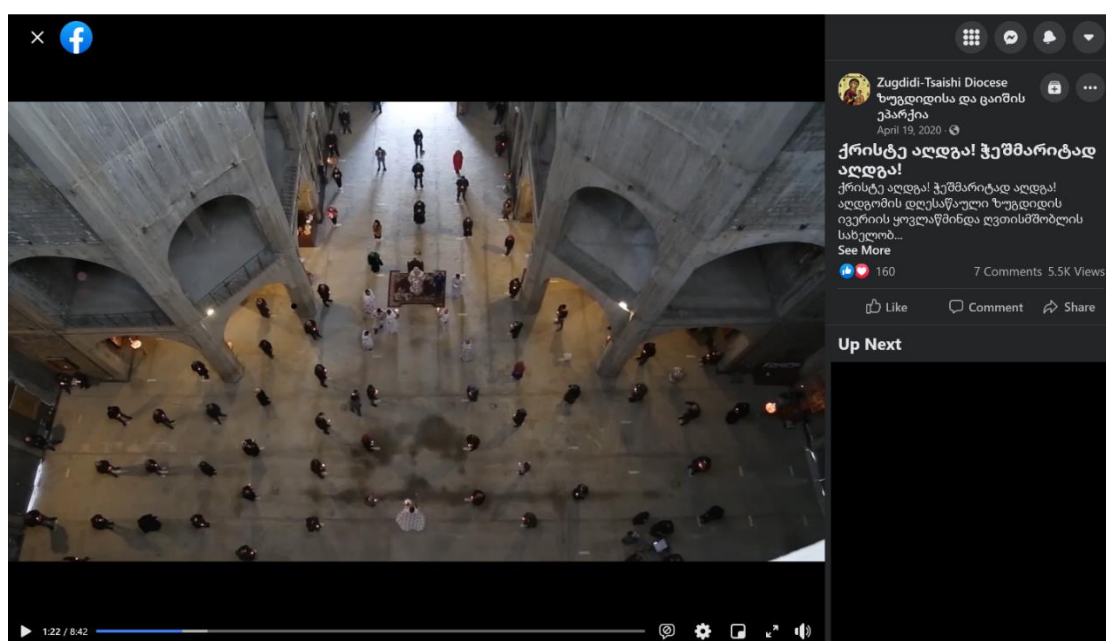 Zugdidi-Tsaishi Diocese
ზუგდიდისა და ცაიშის
ეპარქია
April 19, 2020
ქრისტე აღდგა! ჭეშმარიტად
აღდგა!
ქრისტე აღდგა! ჭეშმარიტად აღდგა!
აღდგომის დღესაწაული ზუგდიდის
ივერიის ყოვლაწმინდა ღვთისმშობლის
სახელობ...
See More
160
7 Comments 5.5K Views
Like Comment Share
Up Next
1:22 / 8:42